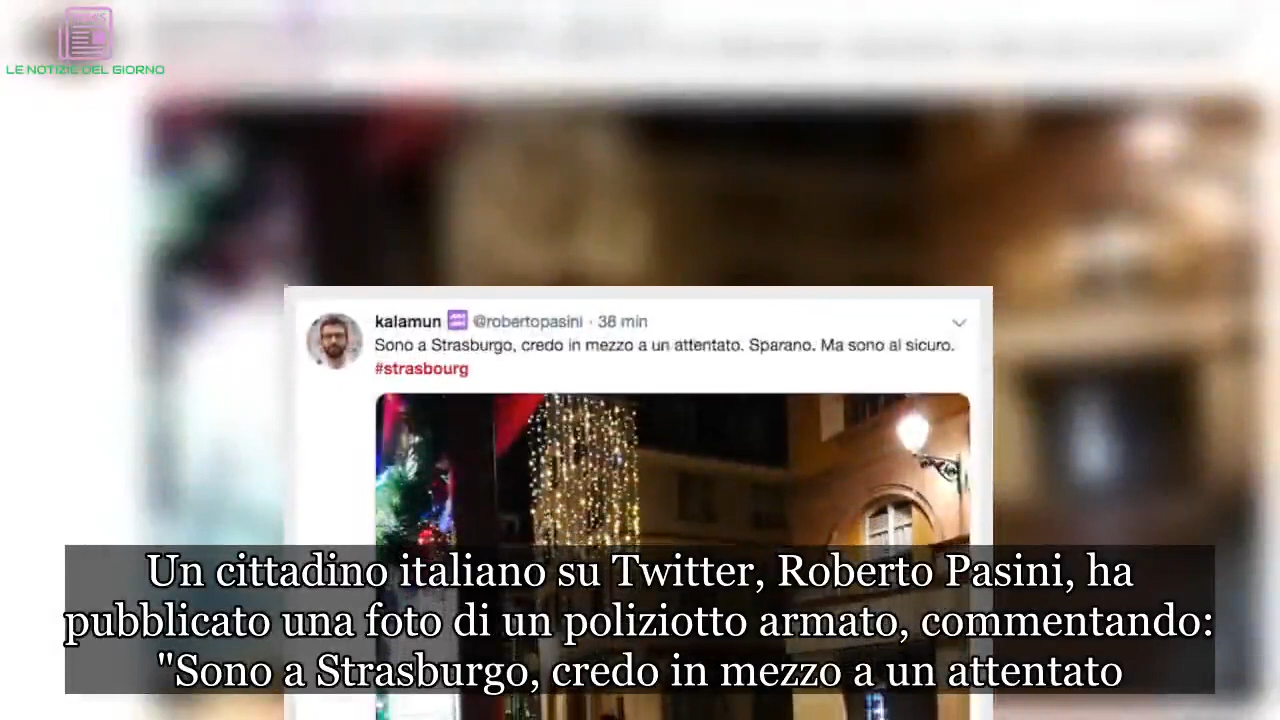 LE NOTIZIE DEL GIORNO
kalamun @robertopasini · 38 min
Sono a Strasburgo, credo in mezzo a un attentato. Sparano. Ma sono al sicuro.
#strasbourg
Un cittadino italiano su Twitter, Roberto Pasini, ha
pubblicato una foto di un poliziotto armato, commentando:
"Sono a Strasburgo, credo in mezzo a un attentato